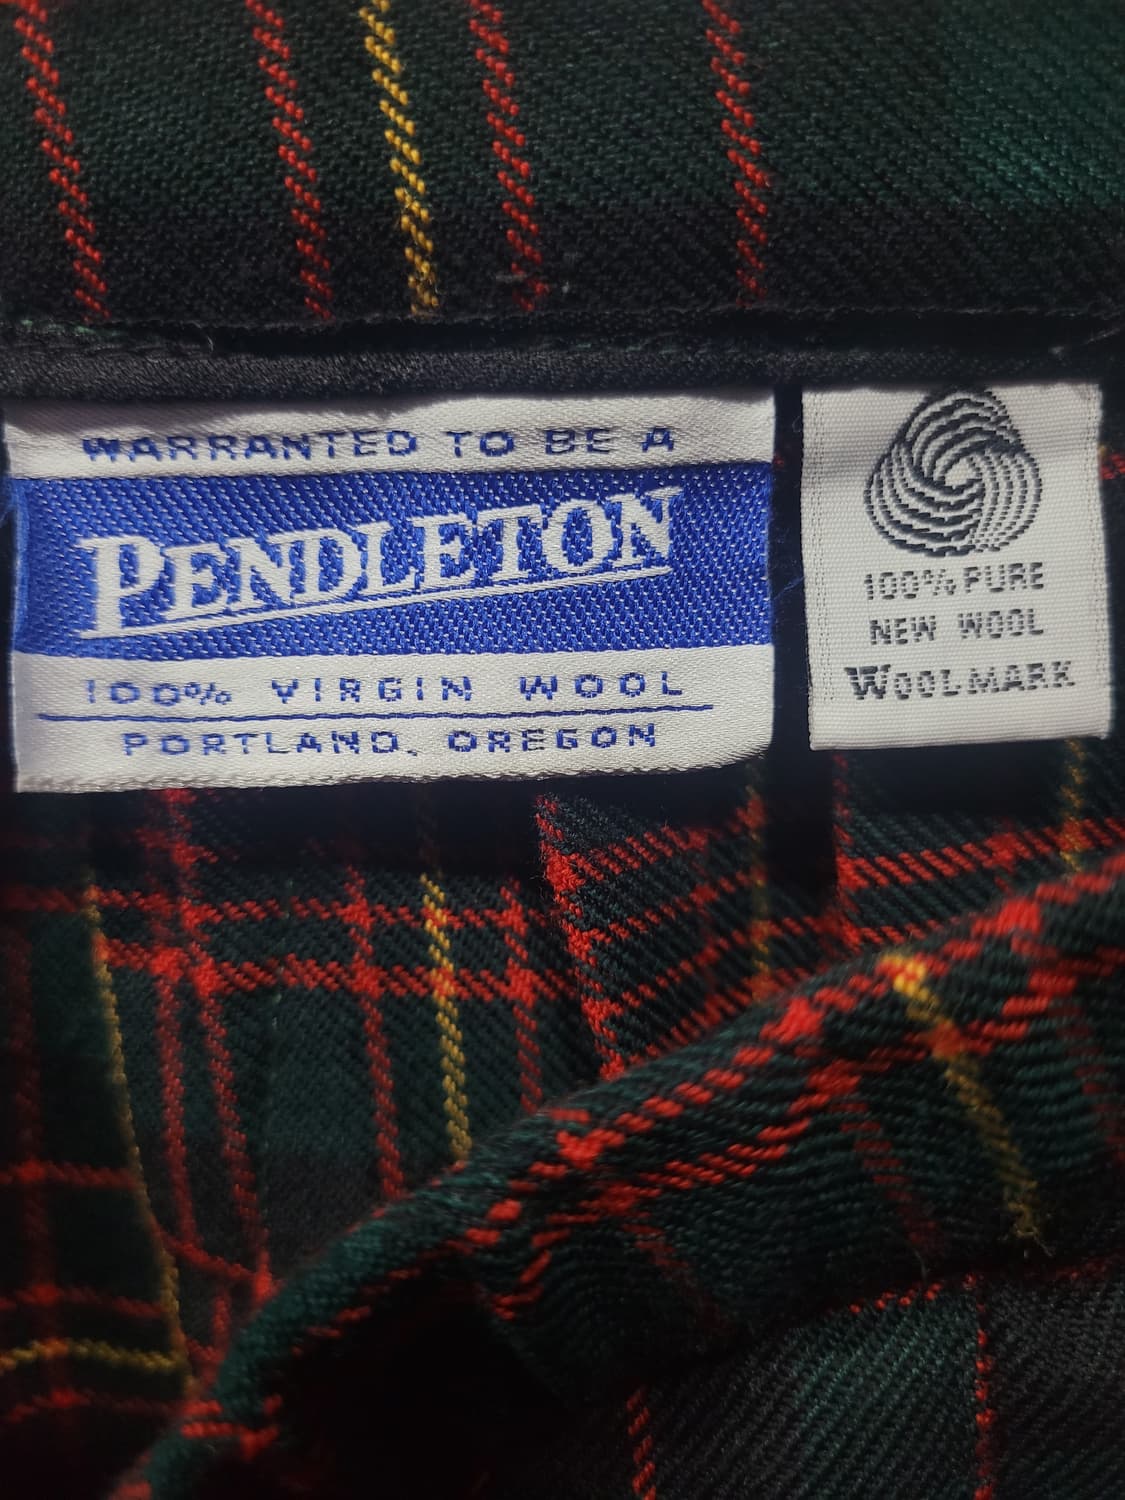 WARRANTED TO BE A
PENDLETON
100% VIRGIN WOOL
PORTLAND, OREGON
100% PURE
NEW WOOL
WOOLMARK